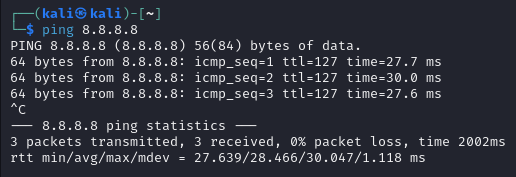 ┌──(kali㉿kali)-[~]
└─$ ping 8.8.8.8
PING 8.8.8.8 (8.8.8.8) 56(84) bytes of data.
64 bytes from 8.8.8.8: icmp_seq=1 ttl=127 time=27.7 ms
64 bytes from 8.8.8.8: icmp_seq=2 ttl=127 time=30.0 ms
64 bytes from 8.8.8.8: icmp_seq=3 ttl=127 time=27.6 ms
^C
--- 8.8.8.8 ping statistics ---
3 packets transmitted, 3 received, 0% packet loss, time 2002ms
rtt min/avg/max/mdev = 27.639/28.466/30.047/1.118 ms